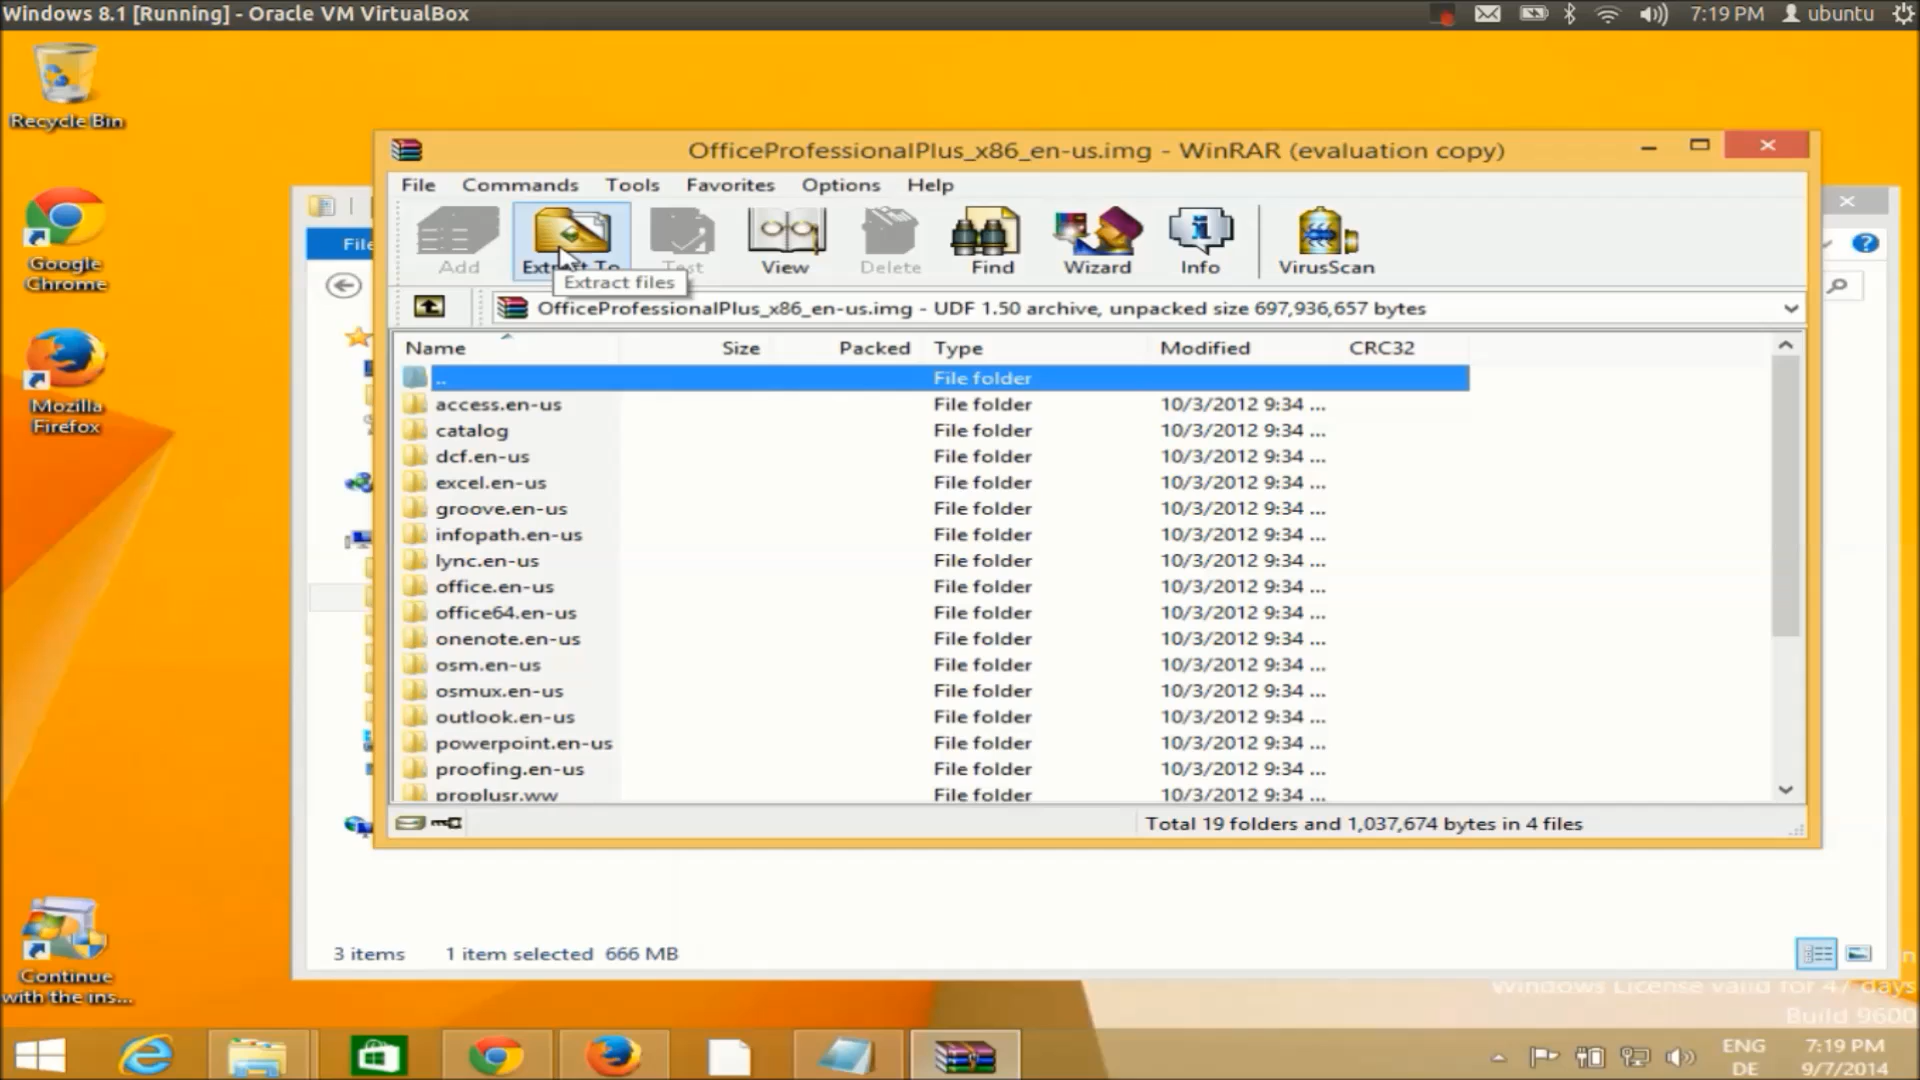 Windows 8.1 [Running] - Oracle VM VirtualBox
7:19 PM
ubuntu
Recycle Bin
OfficeProfessionalPlus_x86_en-us.img - WinRAR (evaluation copy)
File Commands Tools Favorites Options Help
File
Add Extract To Test View Delete Find Wizard Info VirusScan
Extract files
Google
Chrome
OfficeProfessionalPlus_x86_en-us.img - UDF 1.50 archive, unpacked size 697,936,657 bytes
Name Size Packed Type Modified CRC32
.. File folder
access.en-us File folder 10/3/2012 9:34 ...
catalog File folder 10/3/2012 9:34 ...
dcf.en-us File folder 10/3/2012 9:34 ...
excel.en-us File folder 10/3/2012 9:34 ...
groove.en-us File folder 10/3/2012 9:34 ...
infopath.en-us File folder 10/3/2012 9:34 ...
lync.en-us File folder 10/3/2012 9:34 ...
office.en-us File folder 10/3/2012 9:34 ...
office64.en-us File folder 10/3/2012 9:34 ...
onenote.en-us File folder 10/3/2012 9:34 ...
osm.en-us File folder 10/3/2012 9:34 ...
osmux.en-us File folder 10/3/2012 9:34 ...
outlook.en-us File folder 10/3/2012 9:34 ...
powerpoint.en-us File folder 10/3/2012 9:34 ...
proofing.en-us File folder 10/3/2012 9:34 ...
proplusr.ww File folder 10/3/2012 9:34 ...
Mozilla
Firefox
Total 19 folders and 1,037,674 bytes in 4 files
Continue
with the ins...
3 items 1 item selected 666 MB
Windows License valid for 47 days
Build 9600
ENG
DE
7:19 PM
9/7/2014